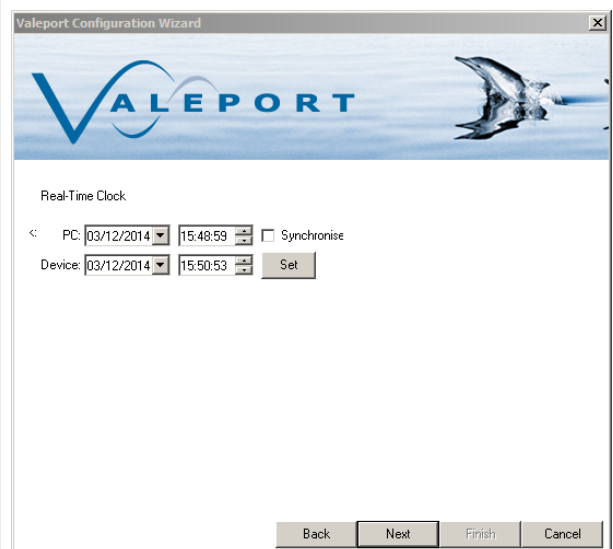 Valeport Configuration Wizard
VALEPORT
Real-Time Clock
<: PC: 03/12/2014 15:48:59 Synchronise
Device: 03/12/2014 15:50:53 Set
Back Next Finish Cancel